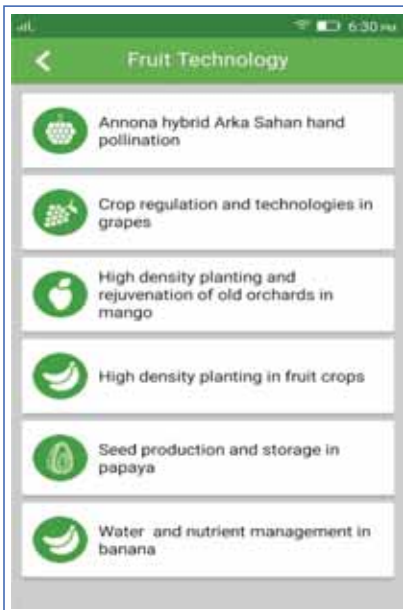 6:30 PM
Fruit Technology
Annona hybrid Arka Sahan hand
pollination
Crop regulation and technologies in
grapes
High density planting and
rejuvenation of old orchards in
mango
High density planting in fruit crops
Seed production and storage in
papaya
Water and nutrient management in
banana